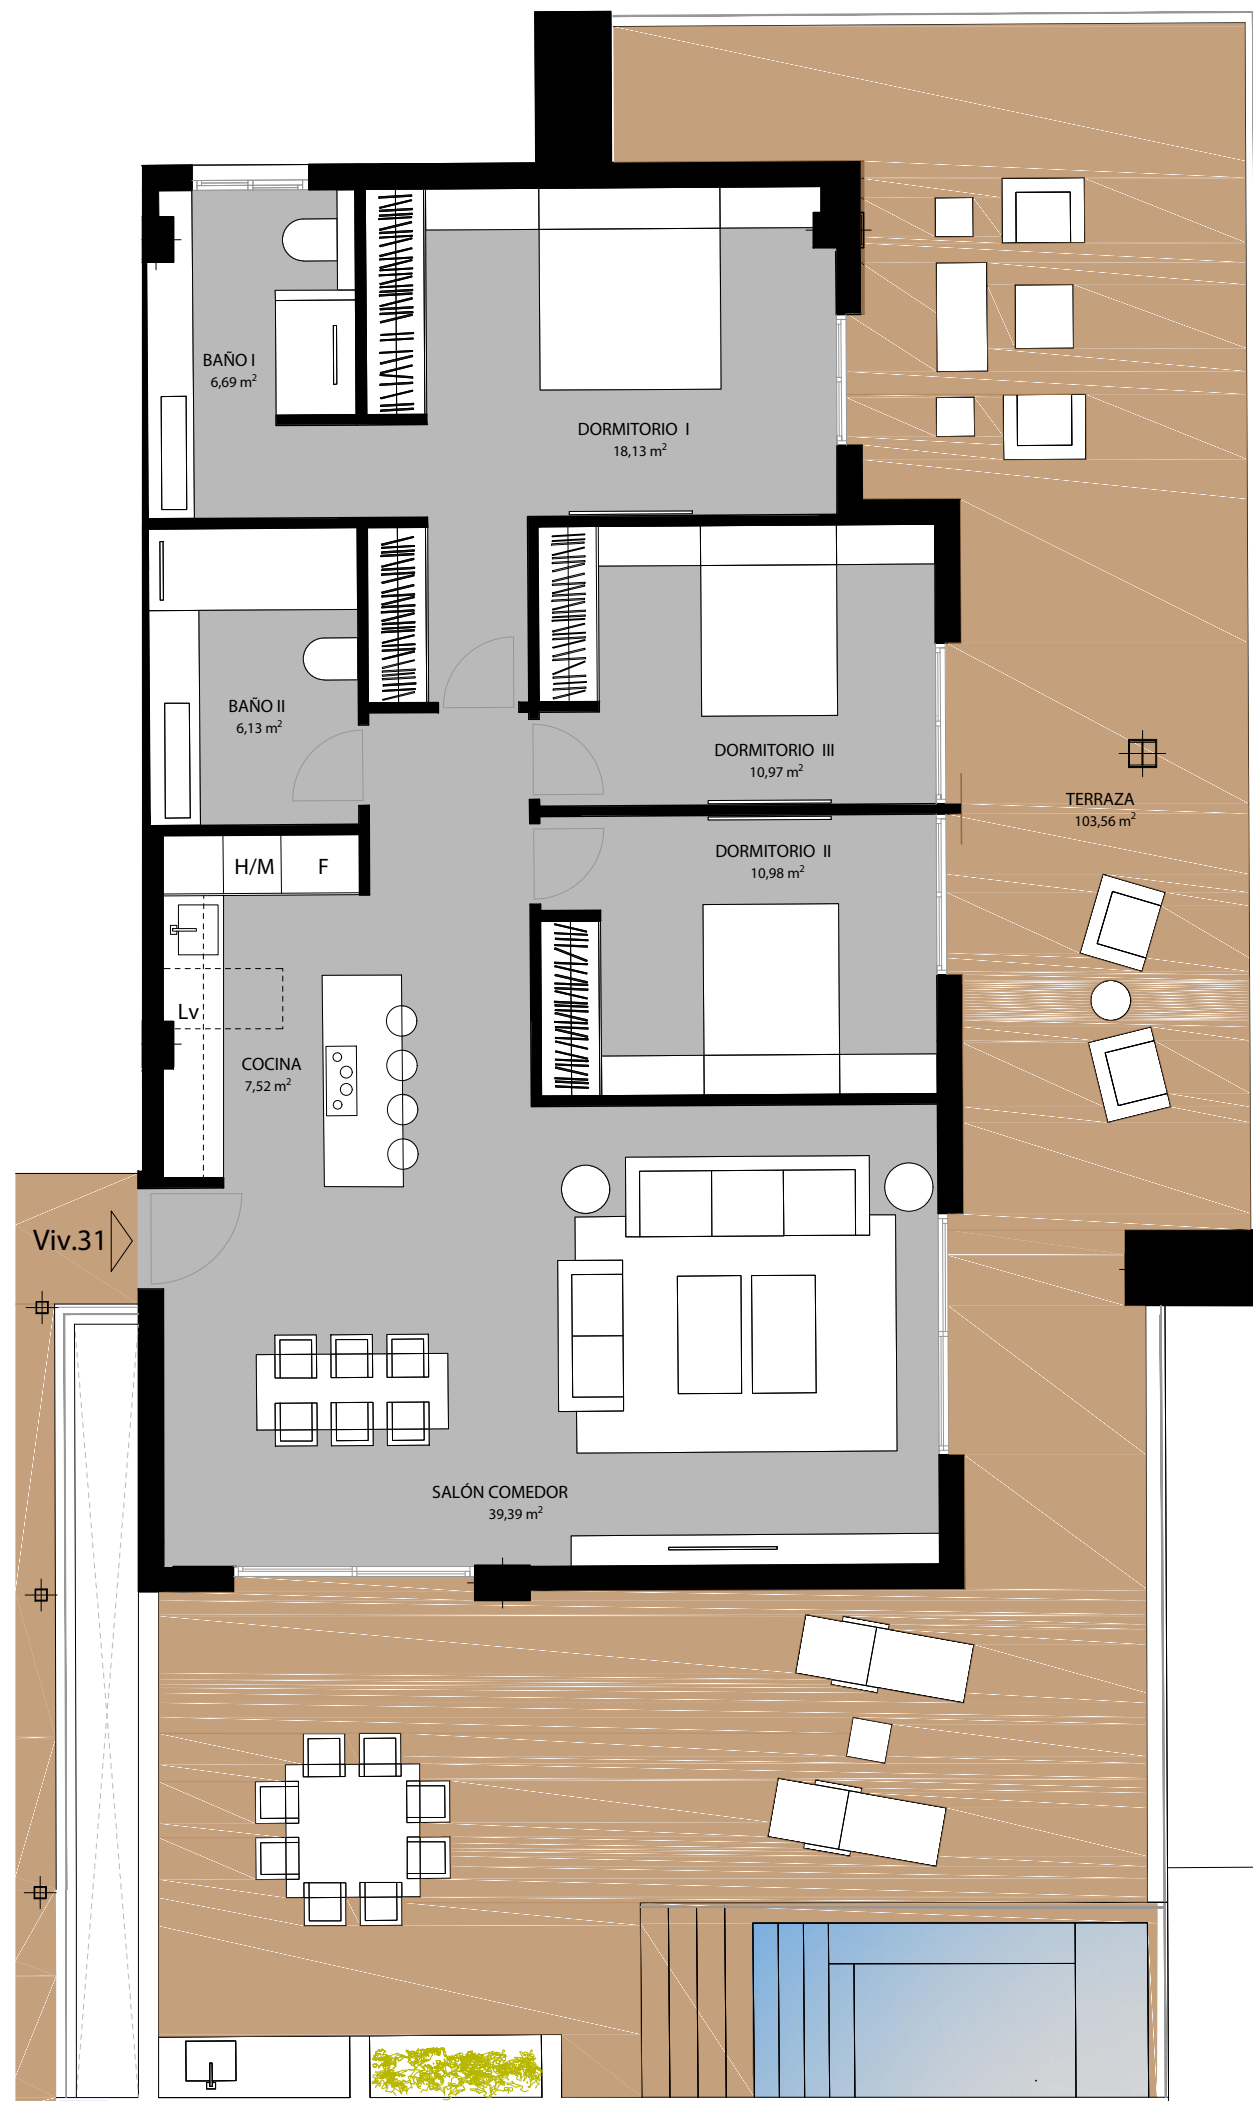 BAÑO I
6,69 m²
DORMITORIO I
18,13 m²
BAÑO II
6,13 m²
DORMITORIO III
10,97 m²
TERRAZA
103,56 m²
DORMITORIO II
10,98 m²
H/M
F
Lv
COCINA
7,52 m²
Viv.31
SALÓN COMEDOR
39,39 m²